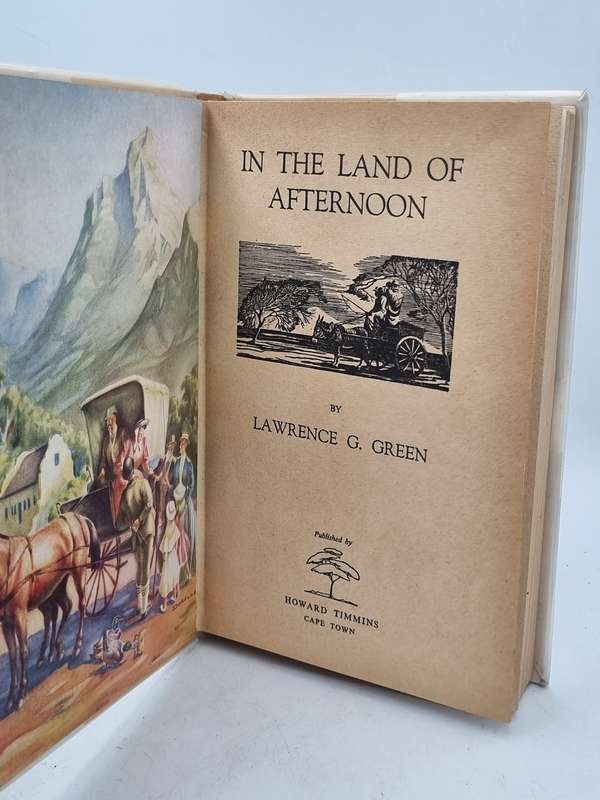 IN THE LAND OF
AFTERNOON
BY
LAWRENCE G. GREEN
Published by
HOWARD TIMMINS
CAPE TOWN